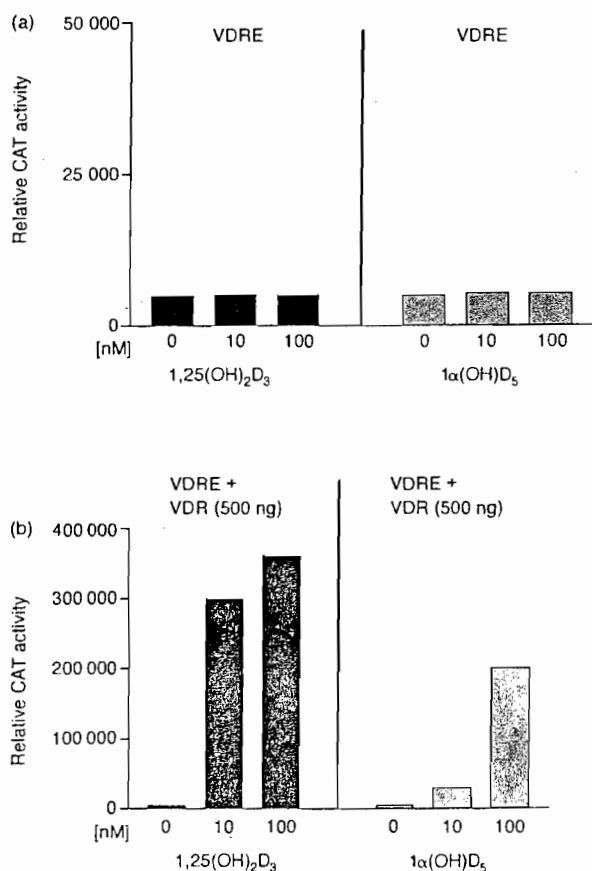 (a)
VDRE VDRE
Relative CAT activity
50 000
25 000
0
[nM] 0 10 100 0 10 100
1,25(OH)₂D₃ 1α(OH)D₅
(b)
VDRE + VDRE +
VDR (500 ng) VDR (500 ng)
Relative CAT activity
400 000
300 000
200 000
100 000
0
[nM] 0 10 100 0 10 100
1,25(OH)₂D₃ 1α(OH)D₅